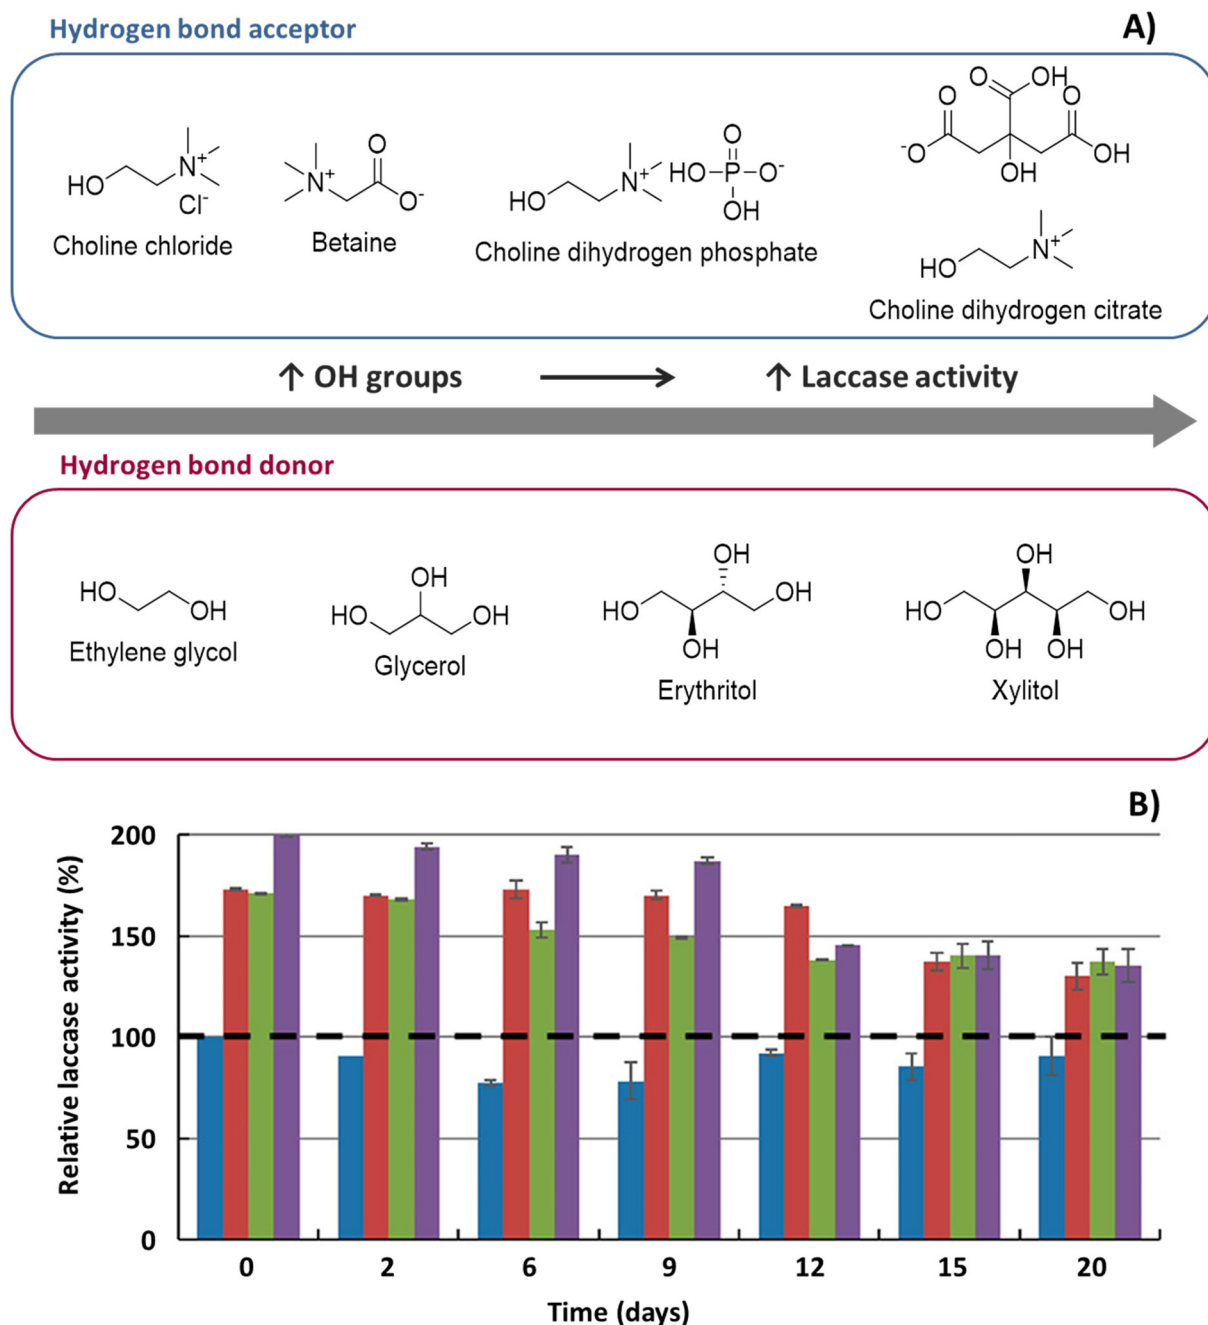 Hydrogen bond acceptor
A)
HO N+ Cl-
Choline chloride
N+ O O-
Betaine
HO N+ HO P O O- OH
Choline dihydrogen phosphate
O OH O O -O OH OH
HO N+
Choline dihydrogen citrate
↑ OH groups → ↑ Laccase activity
Hydrogen bond donor
HO OH
Ethylene glycol
HO OH OH
Glycerol
HO OH OH OH
Erythritol
HO OH OH OH OH
Xylitol
B)
Relative laccase activity (%)
200
150
100
50
0
0 2 6 9 12 15 20
Time (days)